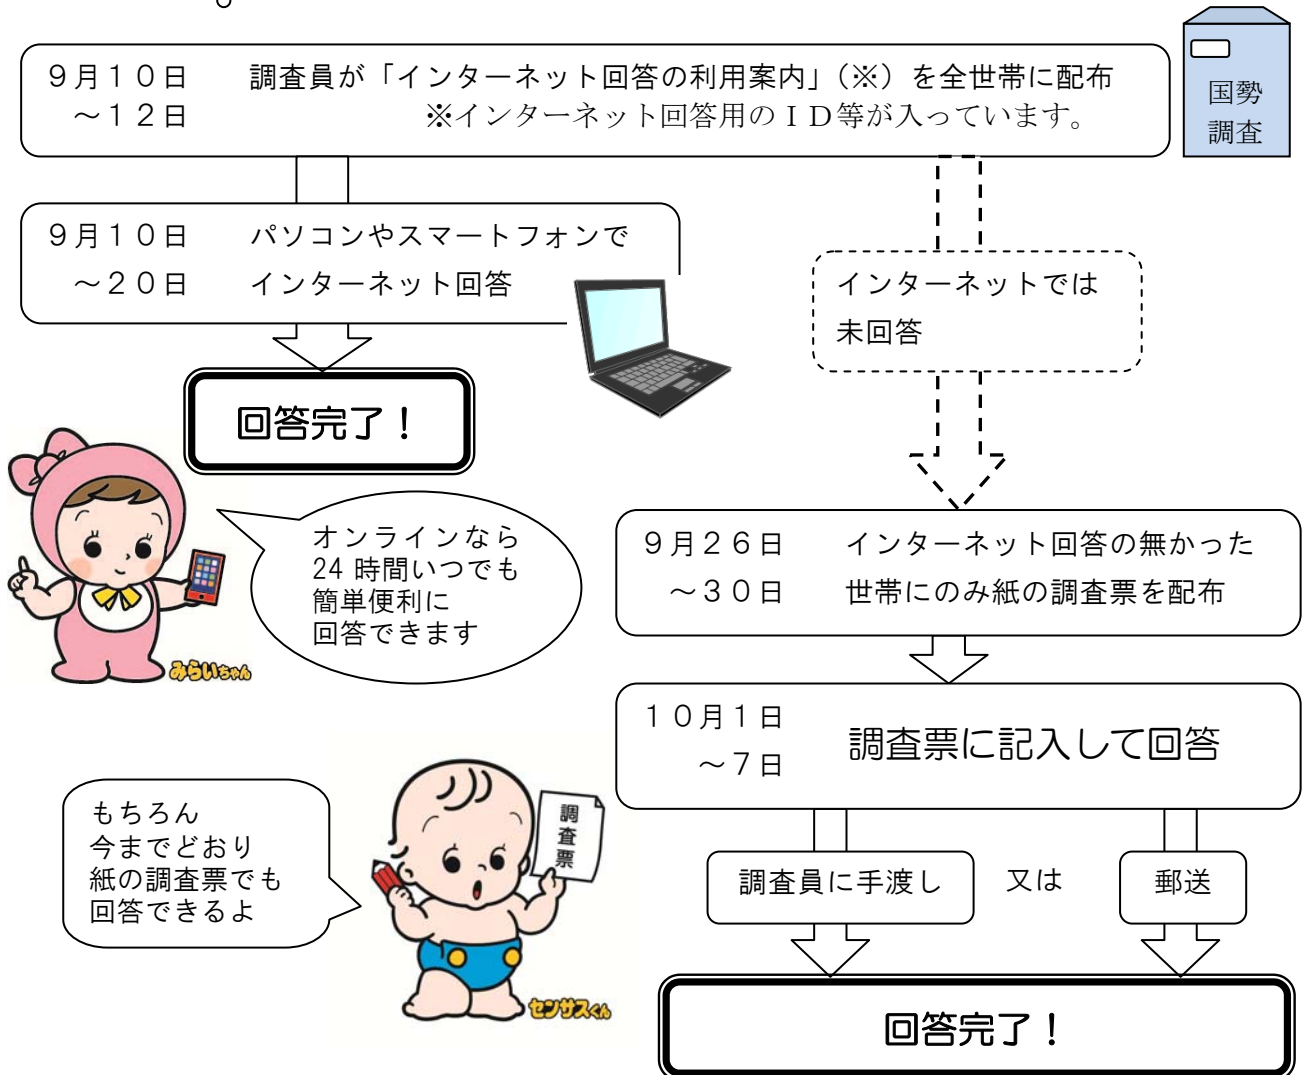 。
９月１０日　調査員が「インターネット回答の利用案内」（※）を全世帯に配布
～１２日　※インターネット回答用のＩＤ等が入っています。
国勢
調査
９月１０日　パソコンやスマートフォンで
～２０日　インターネット回答
インターネットでは
未回答
回答完了！
オンラインなら
24 時間いつでも
簡単便利に
回答できます
みらいちゃん
９月２６日　インターネット回答の無かった
～３０日　世帯にのみ紙の調査票を配布
１０月１日
～７日
調査票に記入して回答
もちろん
今までどおり
紙の調査票でも
回答できるよ
調査票
センサスくん
調査員に手渡し　又は　郵送
回答完了！